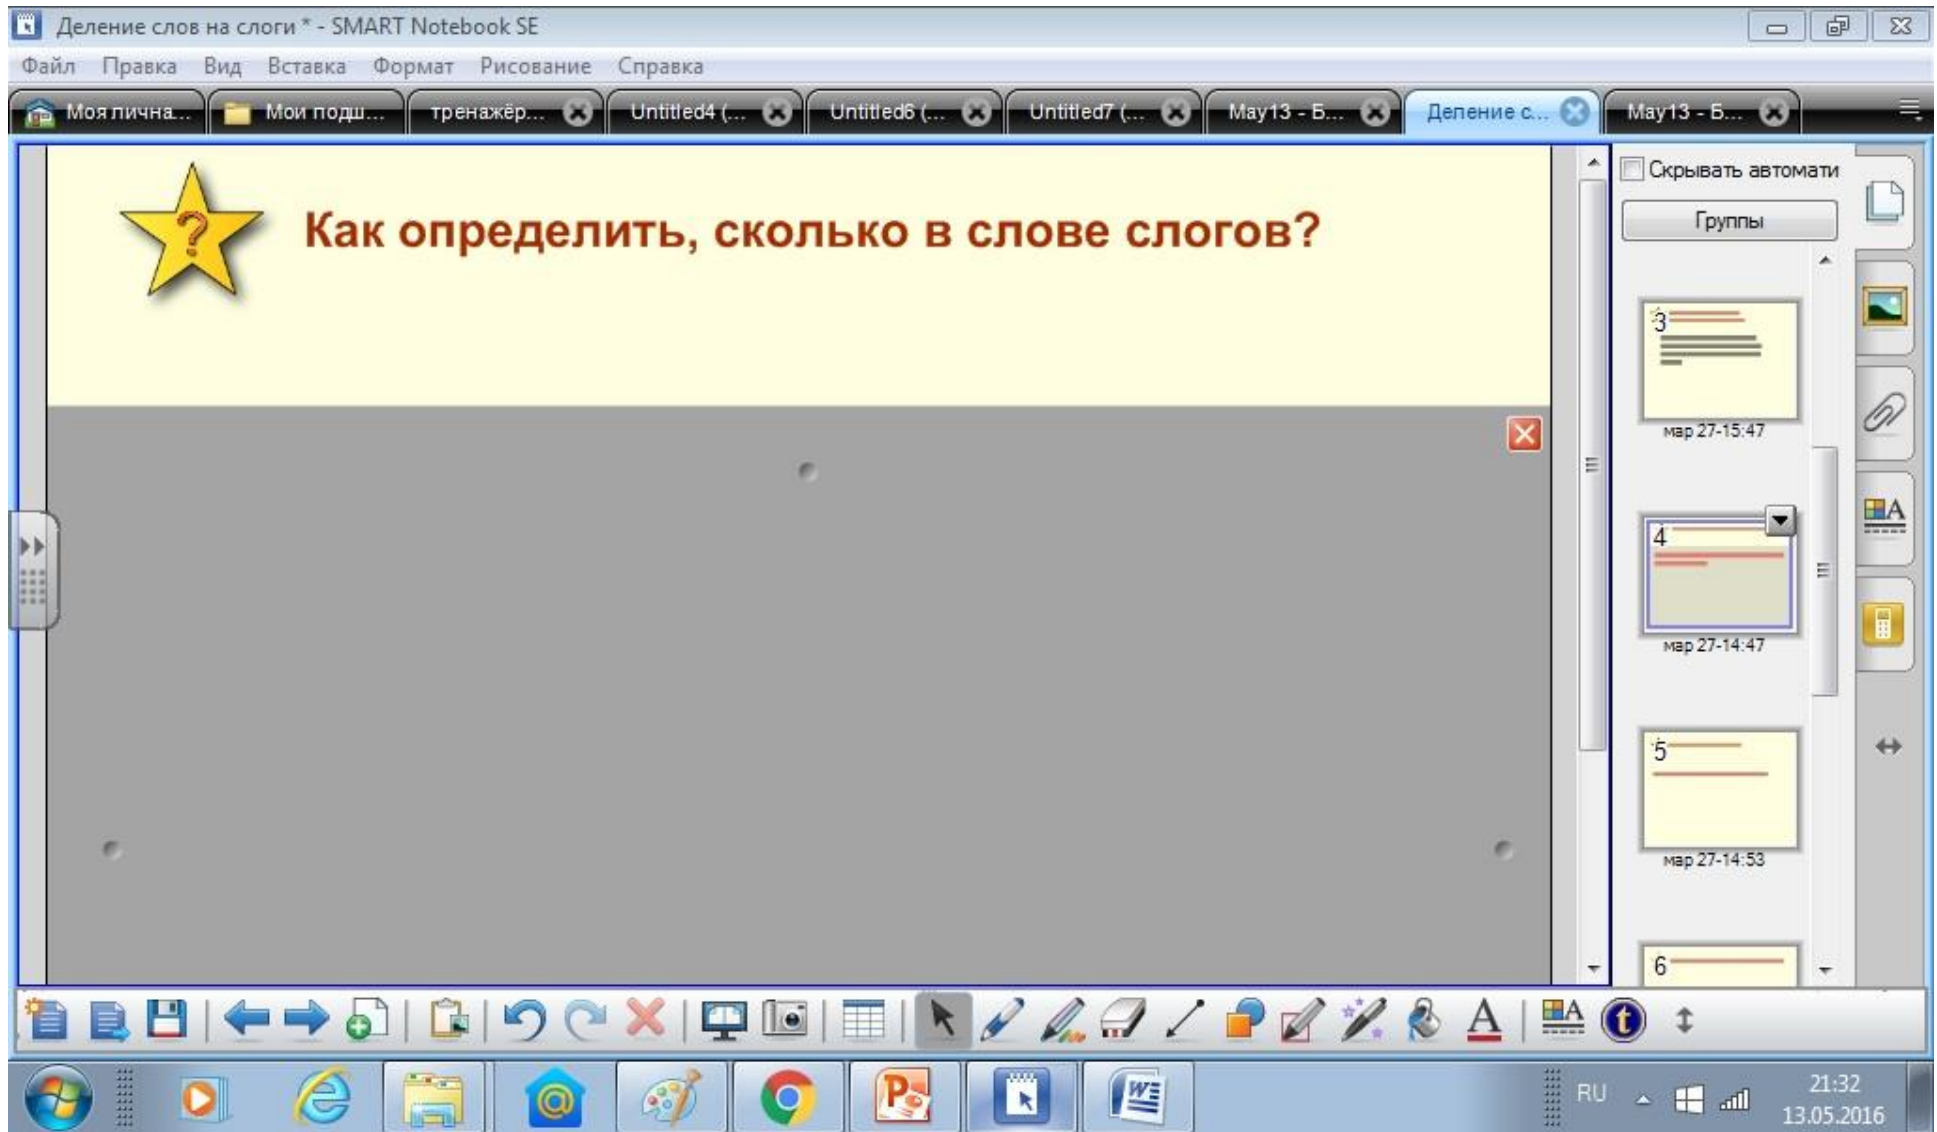 Деление слов на слоги * - SMART Notebook SE
Файл Правка Вид Вставка Формат Рисование Справка
Моя лична... Мои подш... тренажёр... Untitled4 (... Untitled6 (... Untitled7 (... May13 - Б... Деление с... May13 - Б...
?
Как определить, сколько в слове слогов?
Скрывать автомати
Группы
3
мар 27-15:47
4
мар 27-14:47
5
мар 27-14:53
6
RU
21:32
13.05.2016